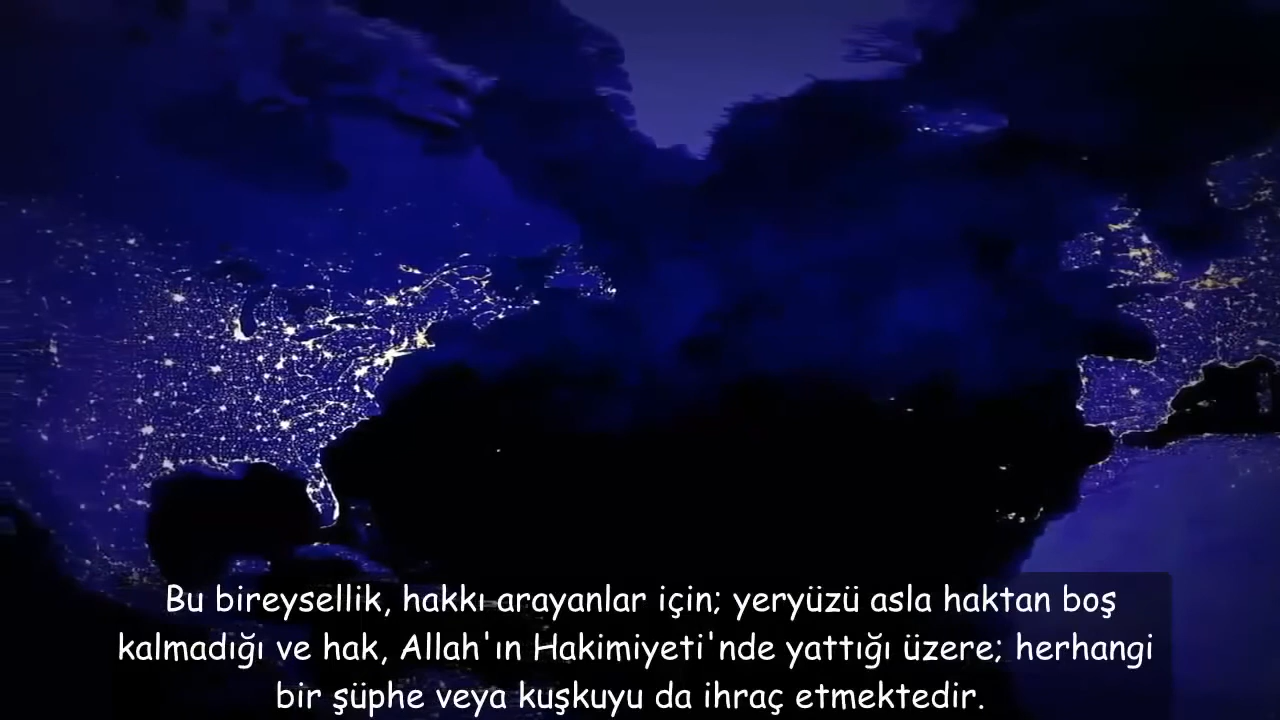 Bu bireysellik, hakkı arayanlar için; yeryüzü asla haktan boş
kalmadığı ve hak, Allah'ın Hakimiyeti'nde yattığı üzere; herhangi
bir şüphe veya kuşkuyu da ihraç etmektedir.